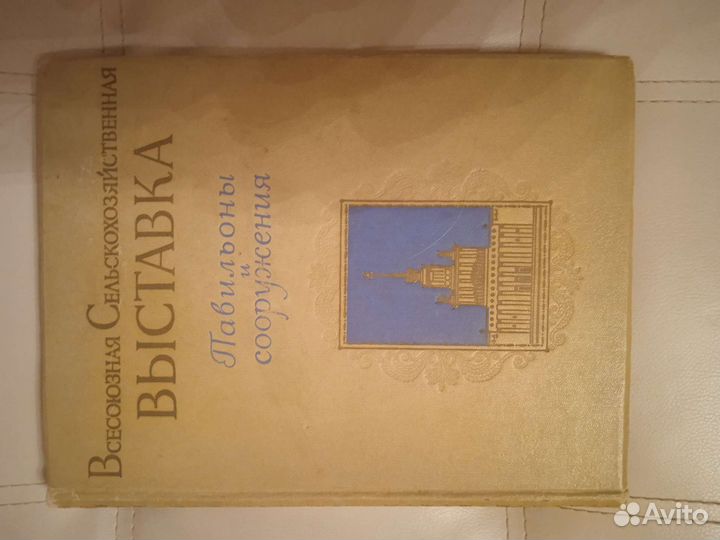 Всесоюзная Сельскохозяйственная
ВЫСТАВКА
Павильоны
и
сооружения
Avito